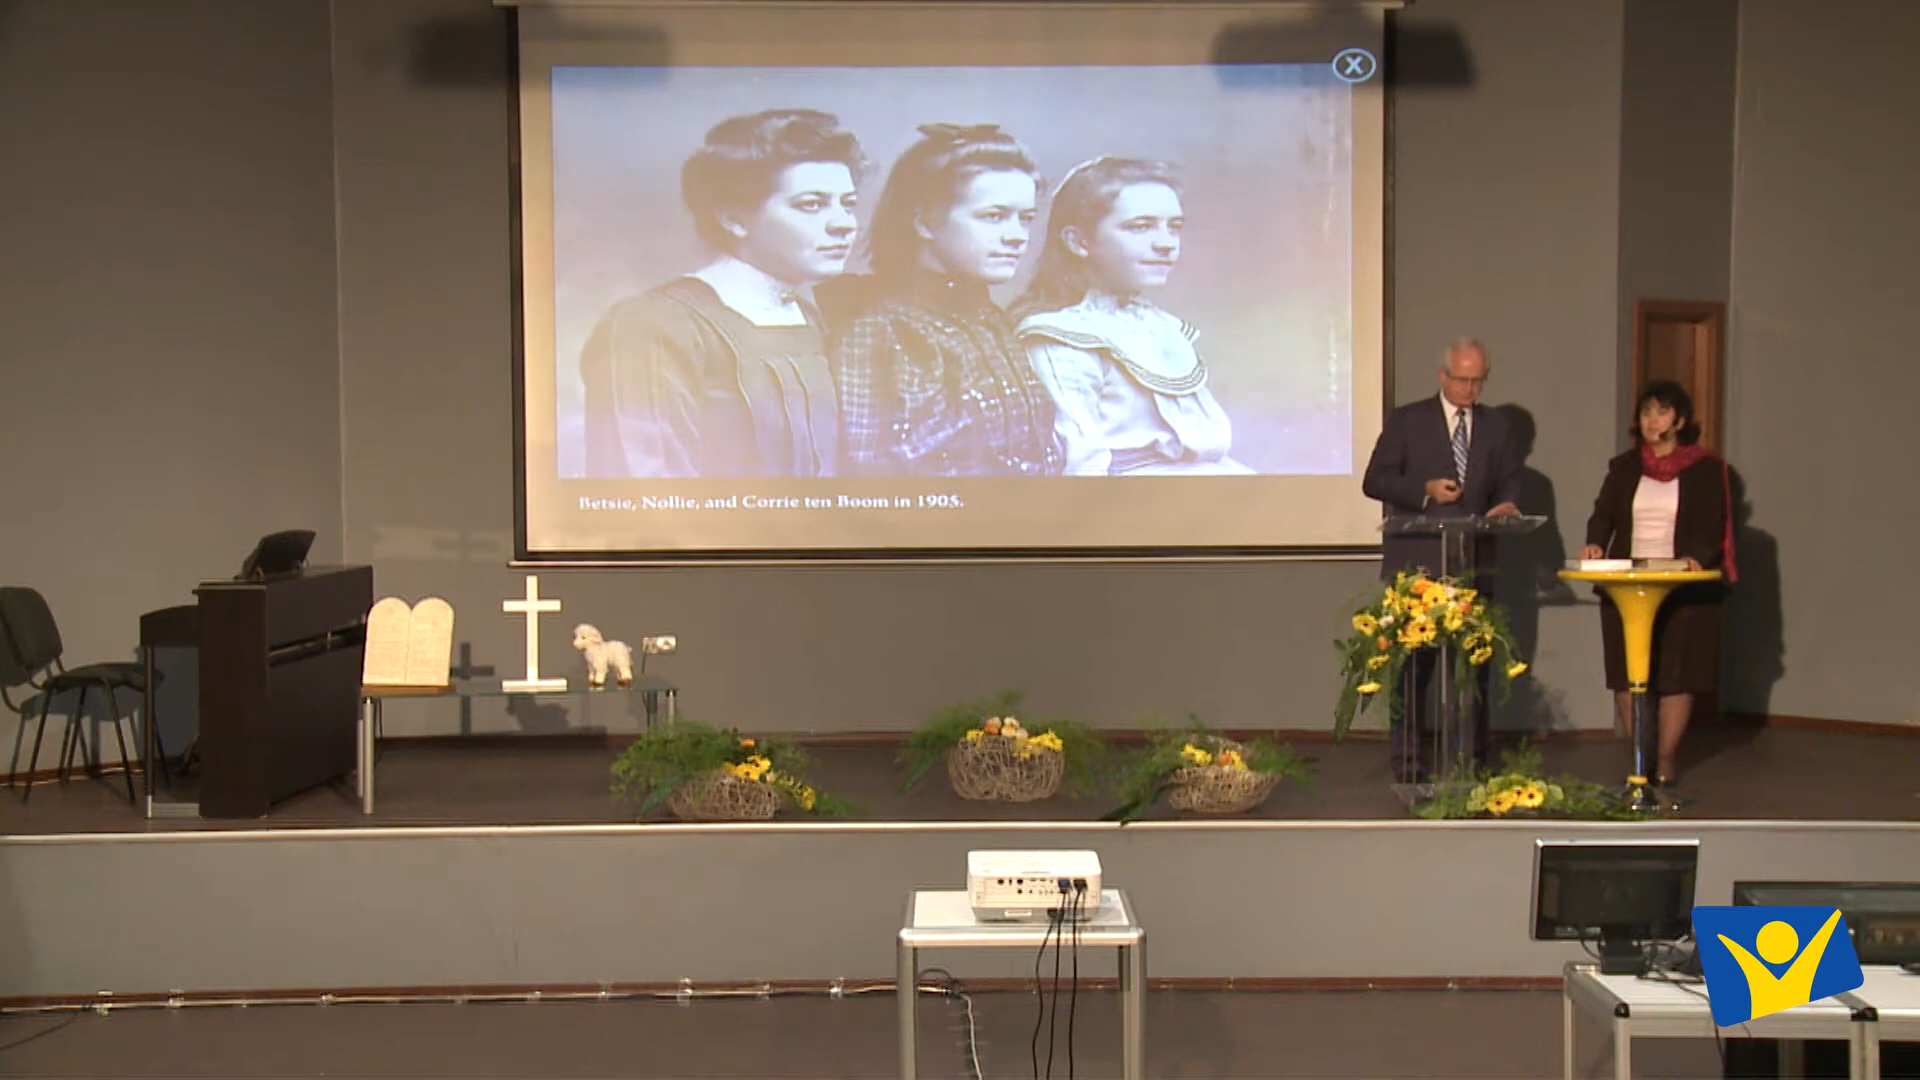 X
Betsie, Nollie, and Corrie ten Boom in 1905.